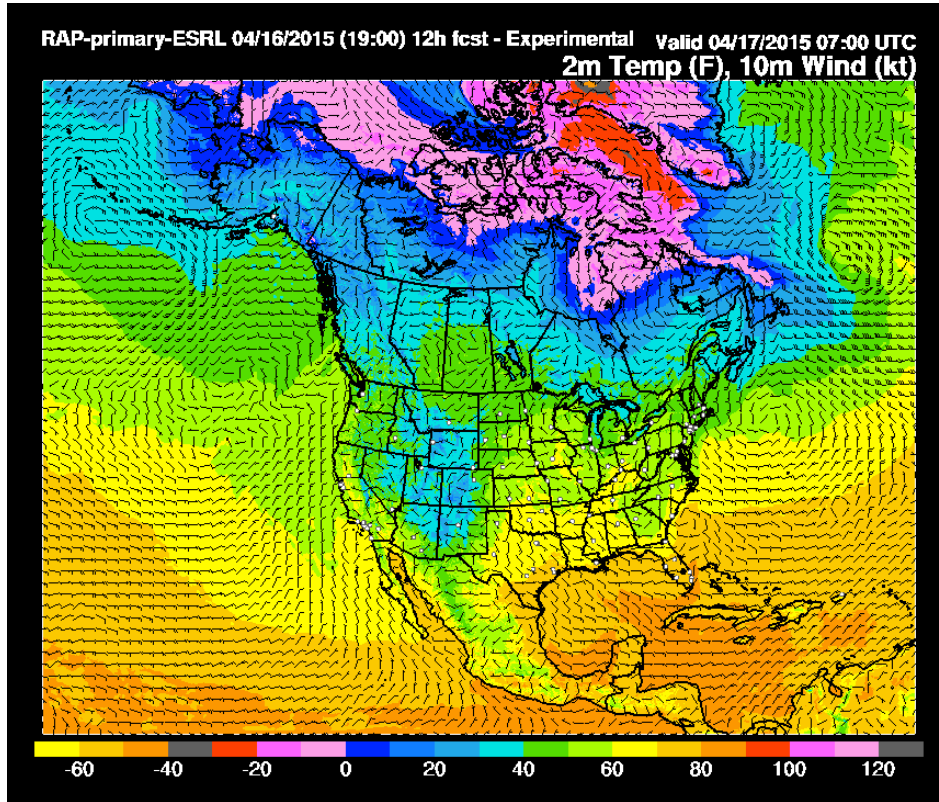 RAP-primary-ESRL 04/16/2015 (19:00) 12h fcst - Experimental Valid 04/17/2015 07:00 UTC
2m Temp (F), 10m Wind (kt)
-60 -40 -20 0 20 40 60 80 100 120